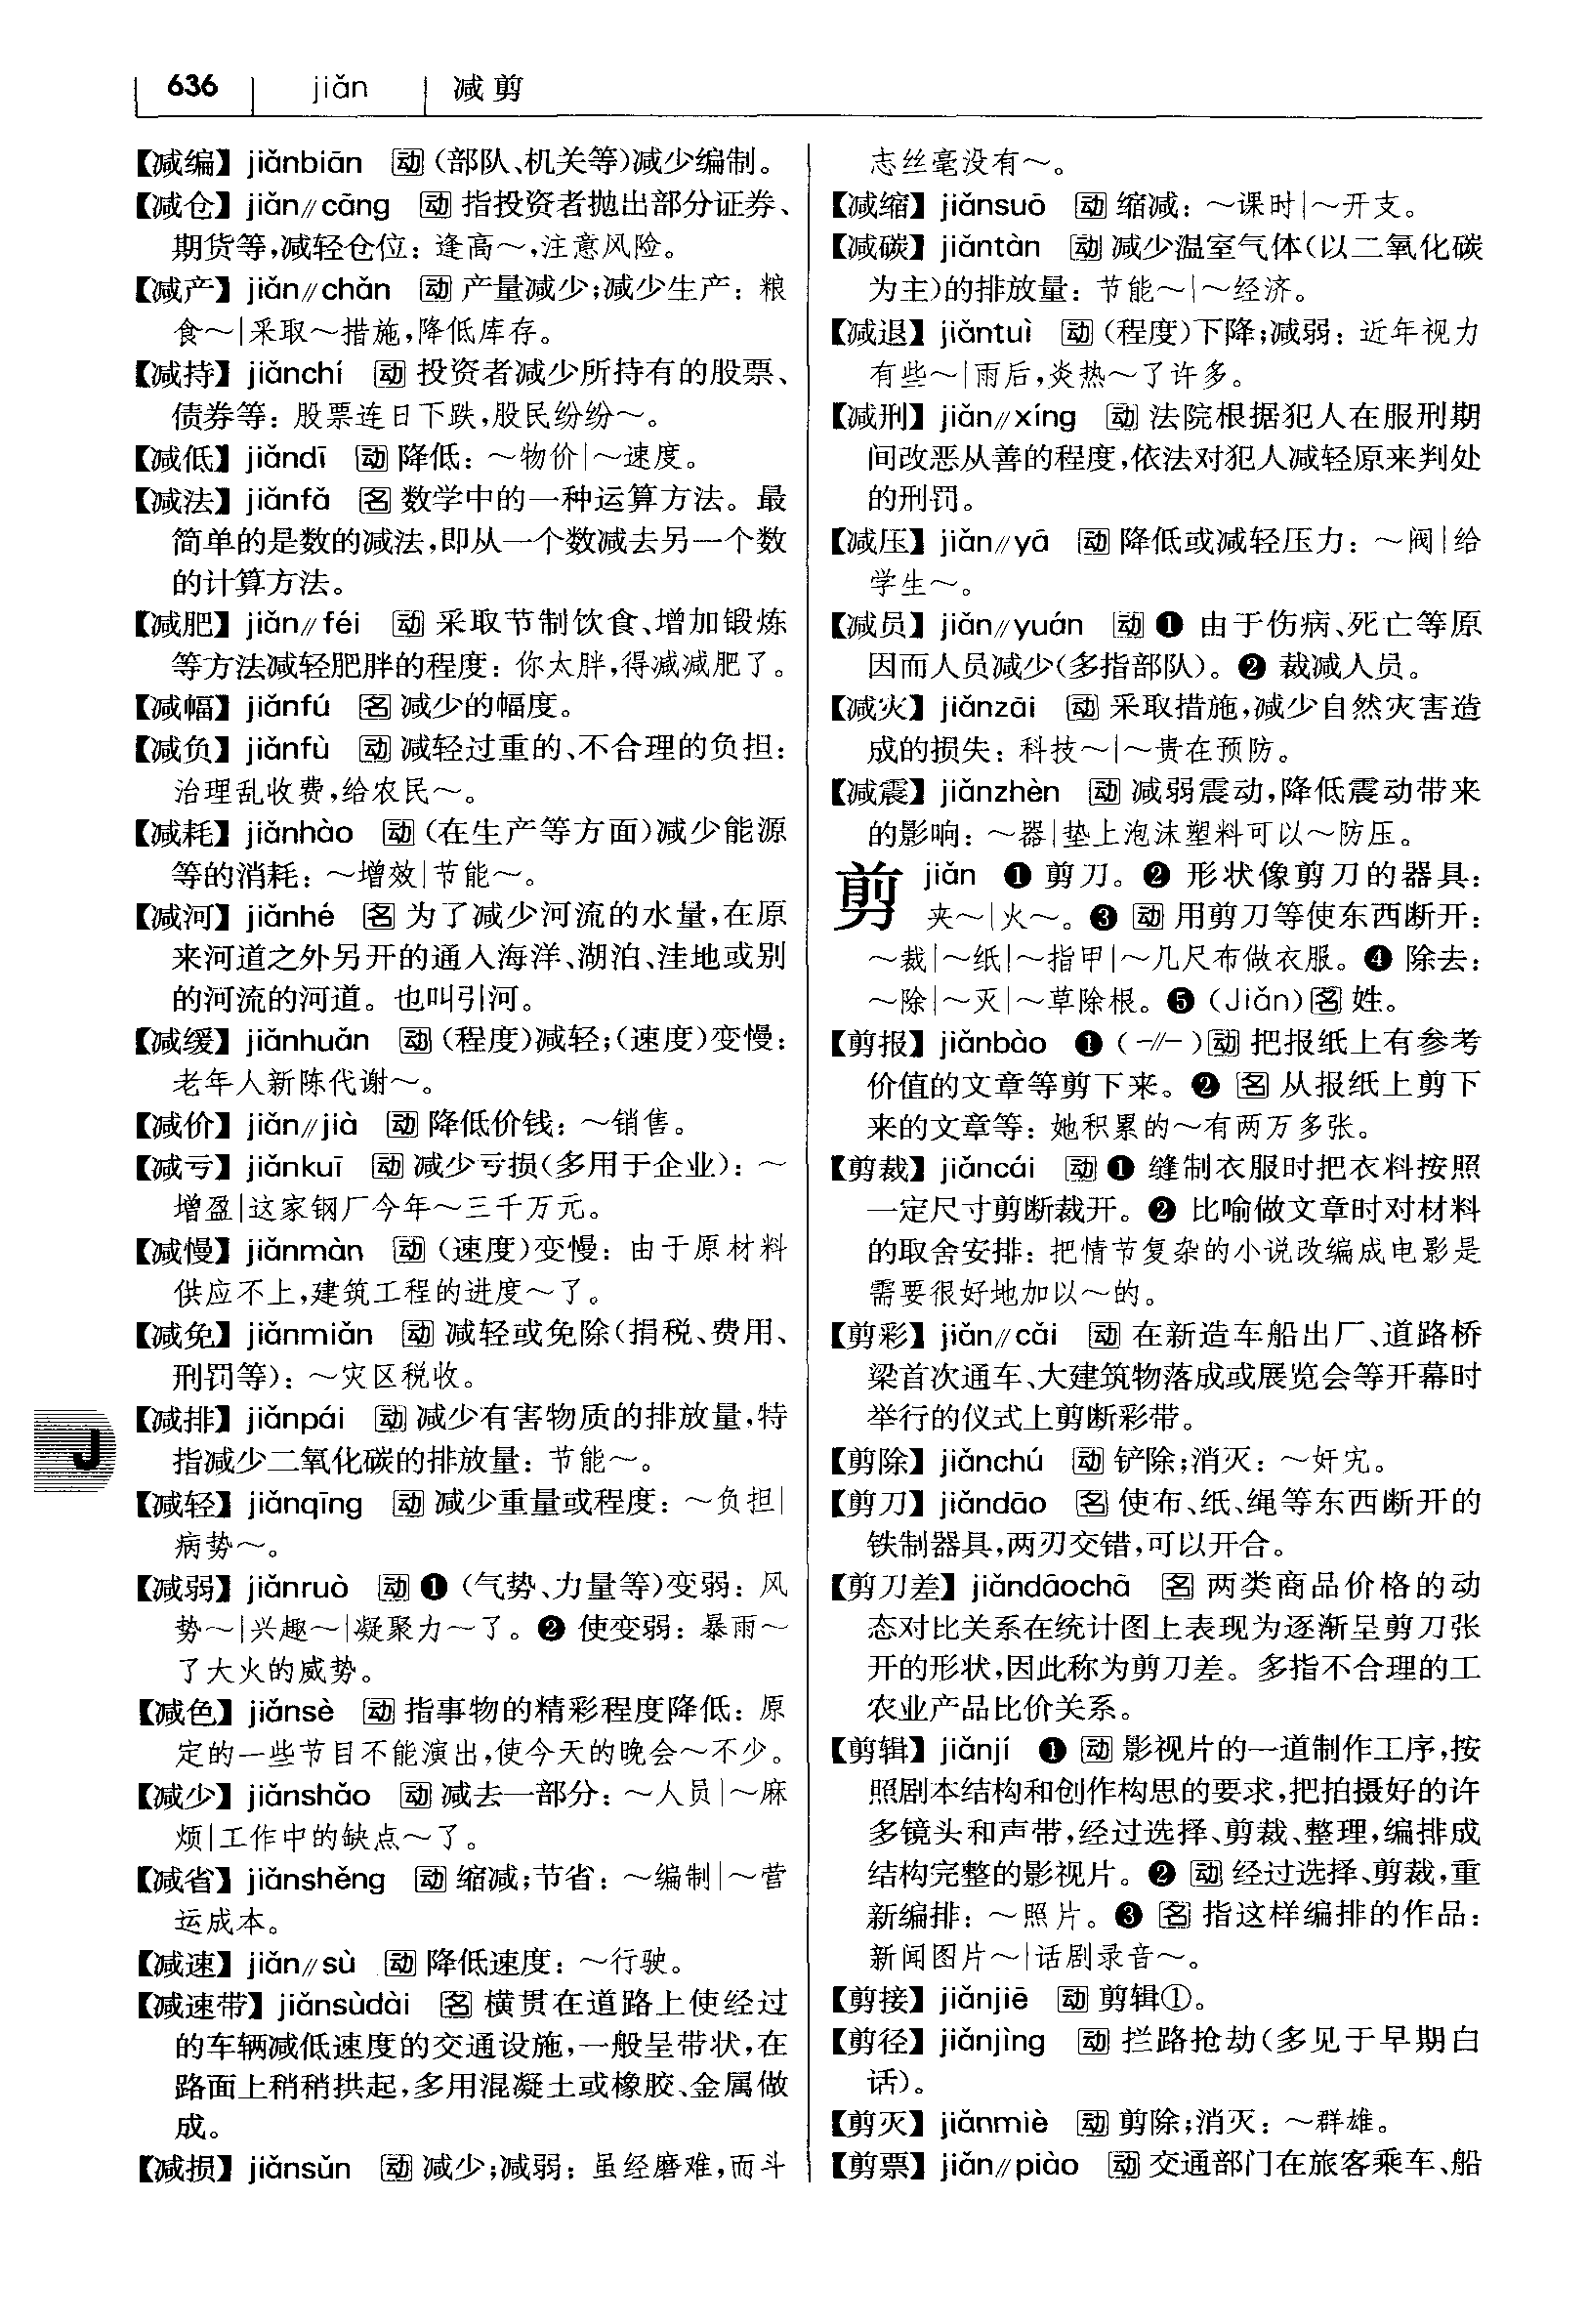 636 jiǎn 减剪
【减编】 jiǎnbiān 动 (部队、机关等)减少编制。
【减仓】 jiǎn//cāng 动 指投资者抛出部分证券、
期货等,减轻仓位：逢高～,注意风险。
【减产】 jiǎn//chǎn 动 产量减少;减少生产：粮
食～|采取～措施,降低库存。
【减持】 jiǎnchí 动 投资者减少所持有的股票、
债券等：股票连日下跌,股民纷纷～。
【减低】 jiǎndī 动 降低：～物价|～速度。
【减法】 jiǎnfǎ 名 数学中的一种运算方法。最
简单的是数的减法,即从一个数减去另一个数
的计算方法。
【减肥】 jiǎn//féi 动 采取节制饮食、增加锻炼
等方法减轻肥胖的程度：你太胖,得减减肥了。
【减幅】 jiǎnfú 名 减少的幅度。
【减负】 jiǎnfù 动 减轻过重的、不合理的负担：
治理乱收费,给农民～。
【减耗】 jiǎnhào 动 (在生产等方面)减少能源
等的消耗：～增效|节能～。
【减河】 jiǎnhé 名 为了减少河流的水量,在原
来河道之外另开的通入海洋、湖泊、洼地或别
的河流的河道。也叫引河。
【减缓】 jiǎnhuǎn 动 (程度)减轻;(速度)变慢：
老年人新陈代谢～。
【减价】 jiǎn//jià 动 降低价钱：～销售。
【减亏】 jiǎnkuī 动 减少亏损(多用于企业)：～
增盈|这家钢厂今年～三千万元。
【减慢】 jiǎnmàn 动 (速度)变慢：由于原材料
供应不上,建筑工程的进度～了。
【减免】 jiǎnmiǎn 动 减轻或免除(捐税、费用、
刑罚等)：～灾区税收。
【减排】 jiǎnpái 动 减少有害物质的排放量,特
指减少二氧化碳的排放量：节能～。
【减轻】 jiǎnqīng 动 减少重量或程度：～负担|
病势～。
【减弱】 jiǎnruò 动 ❶ (气势、力量等)变弱：风
势～|兴趣～|凝聚力～了。❷ 使变弱：暴雨～
了大火的威势。
【减色】 jiǎnsè 动 指事物的精彩程度降低：原
定的一些节目不能演出,使今天的晚会～不少。
【减少】 jiǎnshǎo 动 减去一部分：～人员|～麻
烦|工作中的缺点～了。
【减省】 jiǎnshěng 动 缩减;节省：～编制|～营
运成本。
【减速】 jiǎn//sù 动 降低速度：～行驶。
【减速带】 jiǎnsùdài 名 横贯在道路上使经过
的车辆减低速度的交通设施,一般呈带状,在
路面上稍稍拱起,多用混凝土或橡胶、金属做
成。
【减损】 jiǎnsǔn 动 减少;减弱：虽经磨难,而斗
志丝毫没有～。
【减缩】 jiǎnsuō 动 缩减：～课时|～开支。
【减碳】 jiǎntàn 动 减少温室气体(以二氧化碳
为主)的排放量：节能～|～经济。
【减退】 jiǎntuì 动 (程度)下降;减弱：近年视力
有些～|雨后,炎热～了许多。
【减刑】 jiǎn//xíng 动 法院根据犯人在服刑期
间改恶从善的程度,依法对犯人减轻原来判处
的刑罚。
【减压】 jiǎn//yā 动 降低或减轻压力：～阀|给
学生～。
【减员】 jiǎn//yuán 动 ❶ 由于伤病、死亡等原
因而人员减少(多指部队)。❷ 裁减人员。
【减灾】 jiǎnzāi 动 采取措施,减少自然灾害造
成的损失：科技～|～贵在预防。
【减震】 jiǎnzhèn 动 减弱震动,降低震动带来
的影响：～器|垫上泡沫塑料可以～防压。
剪 jiǎn ❶ 剪刀。❷ 形状像剪刀的器具：
夹～|火～。❸ 动 用剪刀等使东西断开：
～裁|～纸|～指甲|～几尺布做衣服。❹ 除去：
～除|～灭|～草除根。❺ (Jiǎn) 名 姓。
【剪报】 jiǎnbào ❶ (-//-) 动 把报纸上有参考
价值的文章等剪下来。❷ 名 从报纸上剪下
来的文章等：她积累的～有两万多张。
【剪裁】 jiǎncái 动 ❶ 缝制衣服时把衣料按照
一定尺寸剪断裁开。❷ 比喻做文章时对材料
的取舍安排：把情节复杂的小说改编成电影是
需要很好地加以～的。
【剪彩】 jiǎn//cǎi 动 在新造车船出厂、道路桥
梁首次通车、大建筑物落成或展览会等开幕时
举行的仪式上剪断彩带。
【剪除】 jiǎnchú 动 铲除;消灭：～奸宄。
【剪刀】 jiǎndāo 名 使布、纸、绳等东西断开的
铁制器具,两刃交错,可以开合。
【剪刀差】 jiǎndāochā 名 两类商品价格的动
态对比关系在统计图上表现为逐渐呈剪刀张
开的形状,因此称为剪刀差。多指不合理的工
农业产品比价关系。
【剪辑】 jiǎnjí ❶ 动 影视片的一道制作工序,按
照剧本结构和创作构思的要求,把拍摄好的许
多镜头和声带,经过选择、剪裁、整理,编排成
结构完整的影视片。❷ 动 经过选择、剪裁,重
新编排：～照片。❸ 名 指这样编排的作品：
新闻图片～|话剧录音～。
【剪接】 jiǎnjiē 动 剪辑①。
【剪径】 jiǎnjìng 动 拦路抢劫(多见于早期白
话)。
【剪灭】 jiǎnmiè 动 剪除;消灭：～群雄。
【剪票】 jiǎn//piào 动 交通部门在旅客乘车、船
J